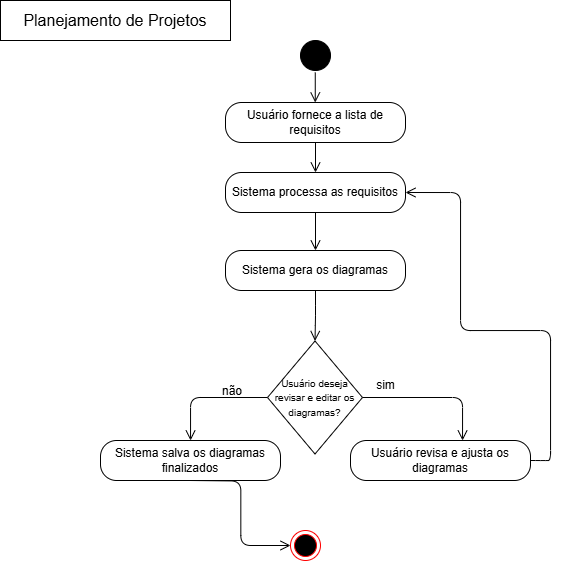 Planejamento de Projetos
Usuário fornece a lista de
requisitos
Sistema processa as requisitos
Sistema gera os diagramas
Usuário deseja
revisar e editar os
diagramas?
não
sim
Sistema salva os diagramas
finalizados
Usuário revisa e ajusta os
diagramas